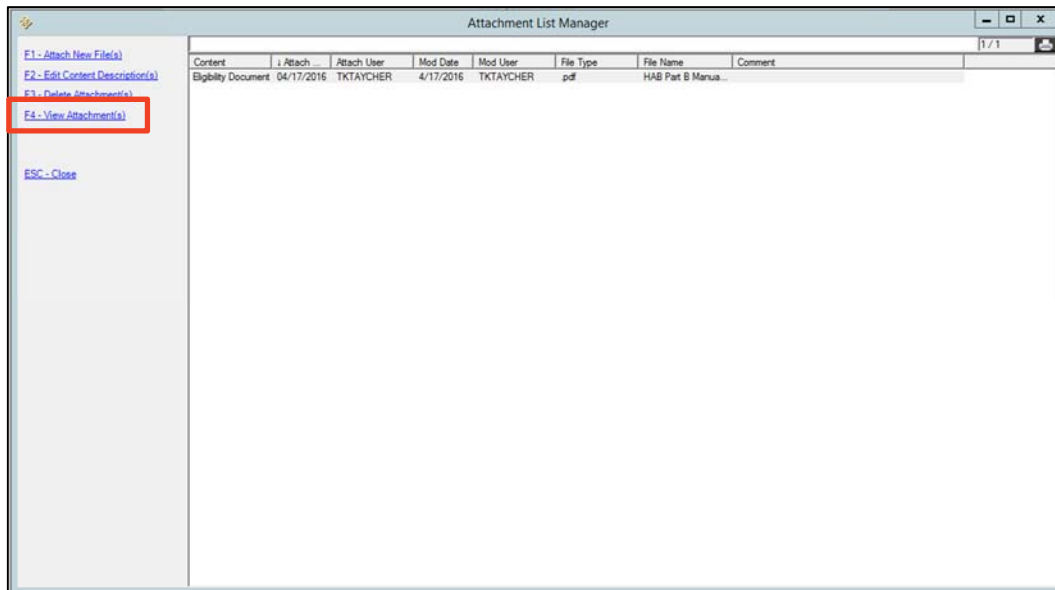 Attachment List Manager
F1 - Attach New File(s)
F2 - Edit Content Description(s)
F3 - Delete Attachment(s)
F4 - View Attachment(s)
ESC - Close
1 / 1
Content ↓ Attach ... Attach User Mod Date Mod User File Type File Name Comment
Eligibility Document 04/17/2016 TKTAYCHER 4/17/2016 TKTAYCHER .pdf HAB Part B Manua...